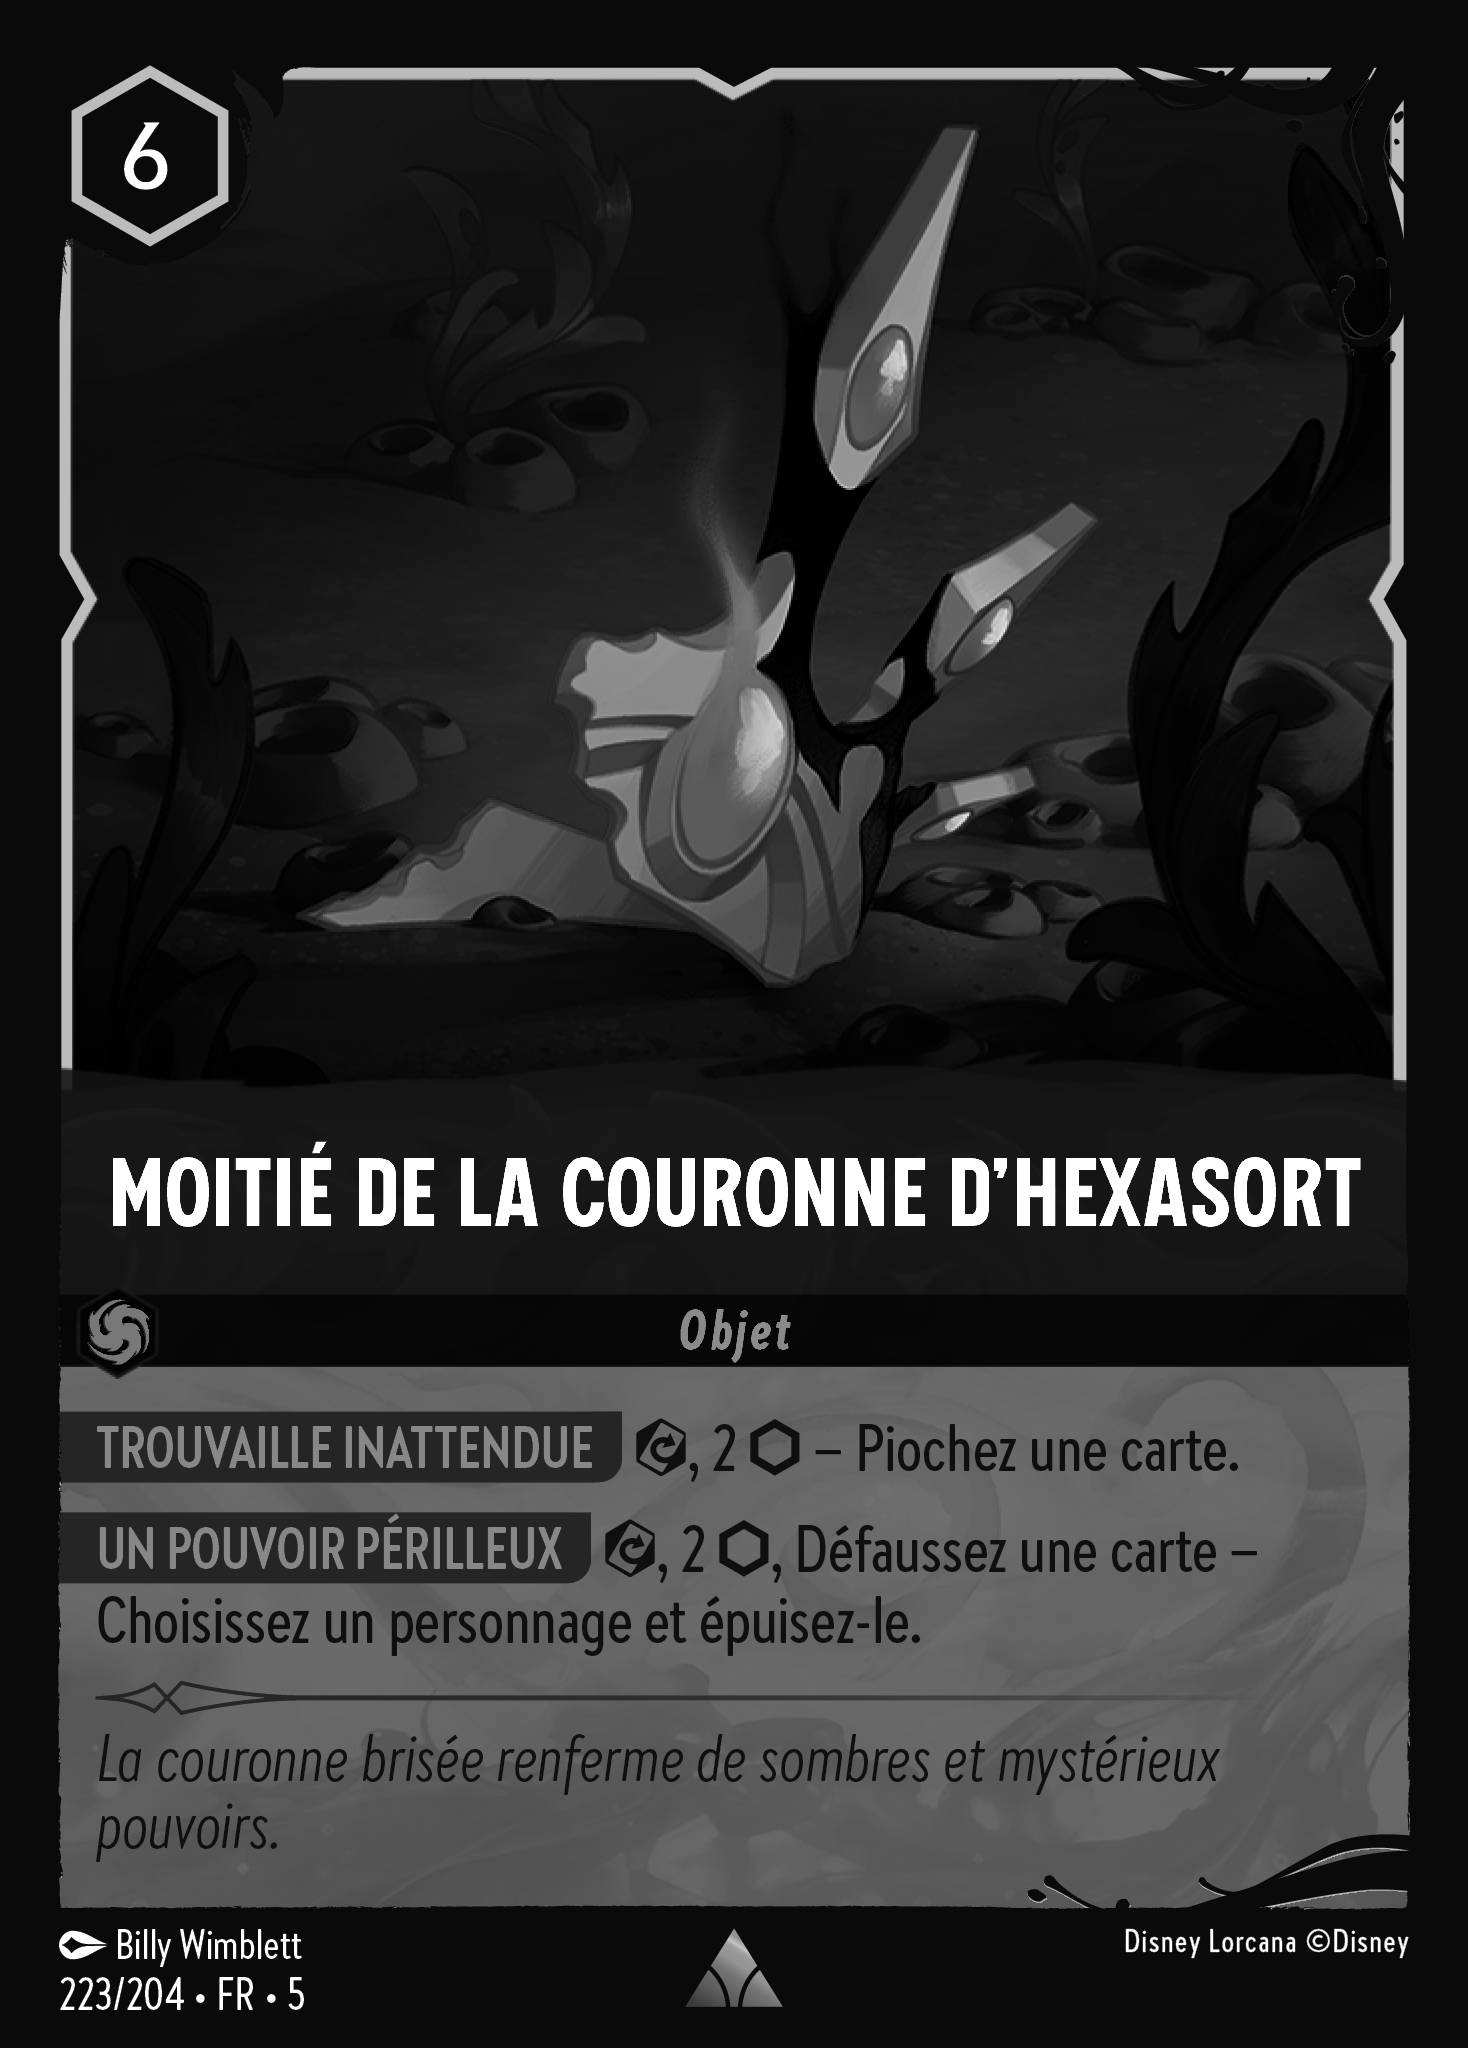 6
MOITIÉ DE LA COURONNE D'HEXASORT
Objet
TROUVAILLE INATTENDUE , 2 – Piochez une carte.
UN POUVOIR PÉRILLEUX , 2 , Défaussez une carte –
Choisissez un personnage et épuisez-le.
La couronne brisée renferme de sombres et mystérieux
pouvoirs.
Billy Wimblett
Disney Lorcana ©Disney
223/204 • FR • 5